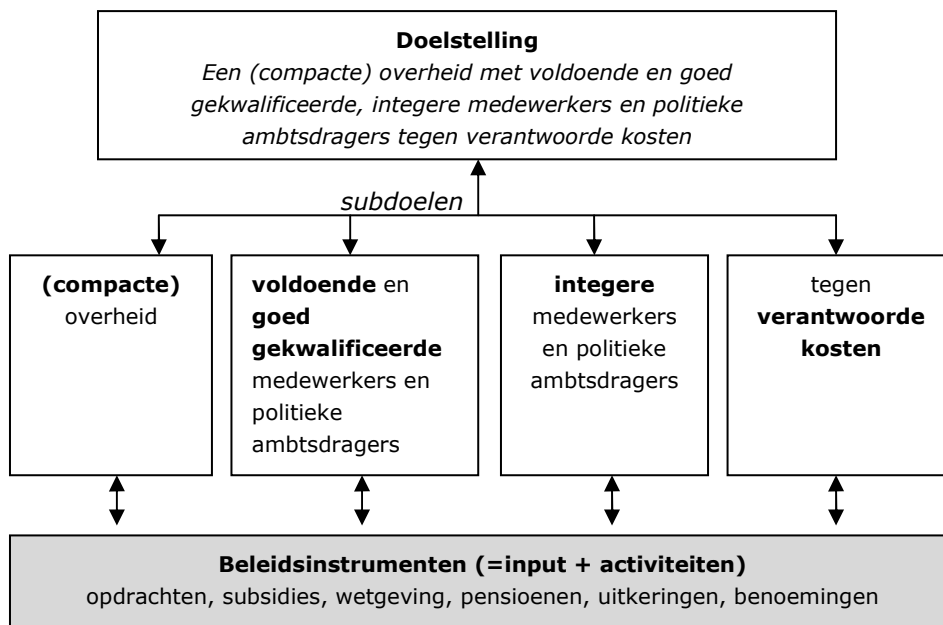 Doelstelling
Een (compacte) overheid met voldoende en goed
gekwalificeerde, integere medewerkers en politieke
ambtsdragers tegen verantwoorde kosten
subdoelen
(compacte)
overheid
voldoende en
goed
gekwalificeerde
medewerkers en
politieke
ambtsdragers
integere
medewerkers
en politieke
ambtsdragers
tegen
verantwoorde
kosten
Beleidsinstrumenten (=input + activiteiten)
opdrachten, subsidies, wetgeving, pensioenen, uitkeringen, benoemingen